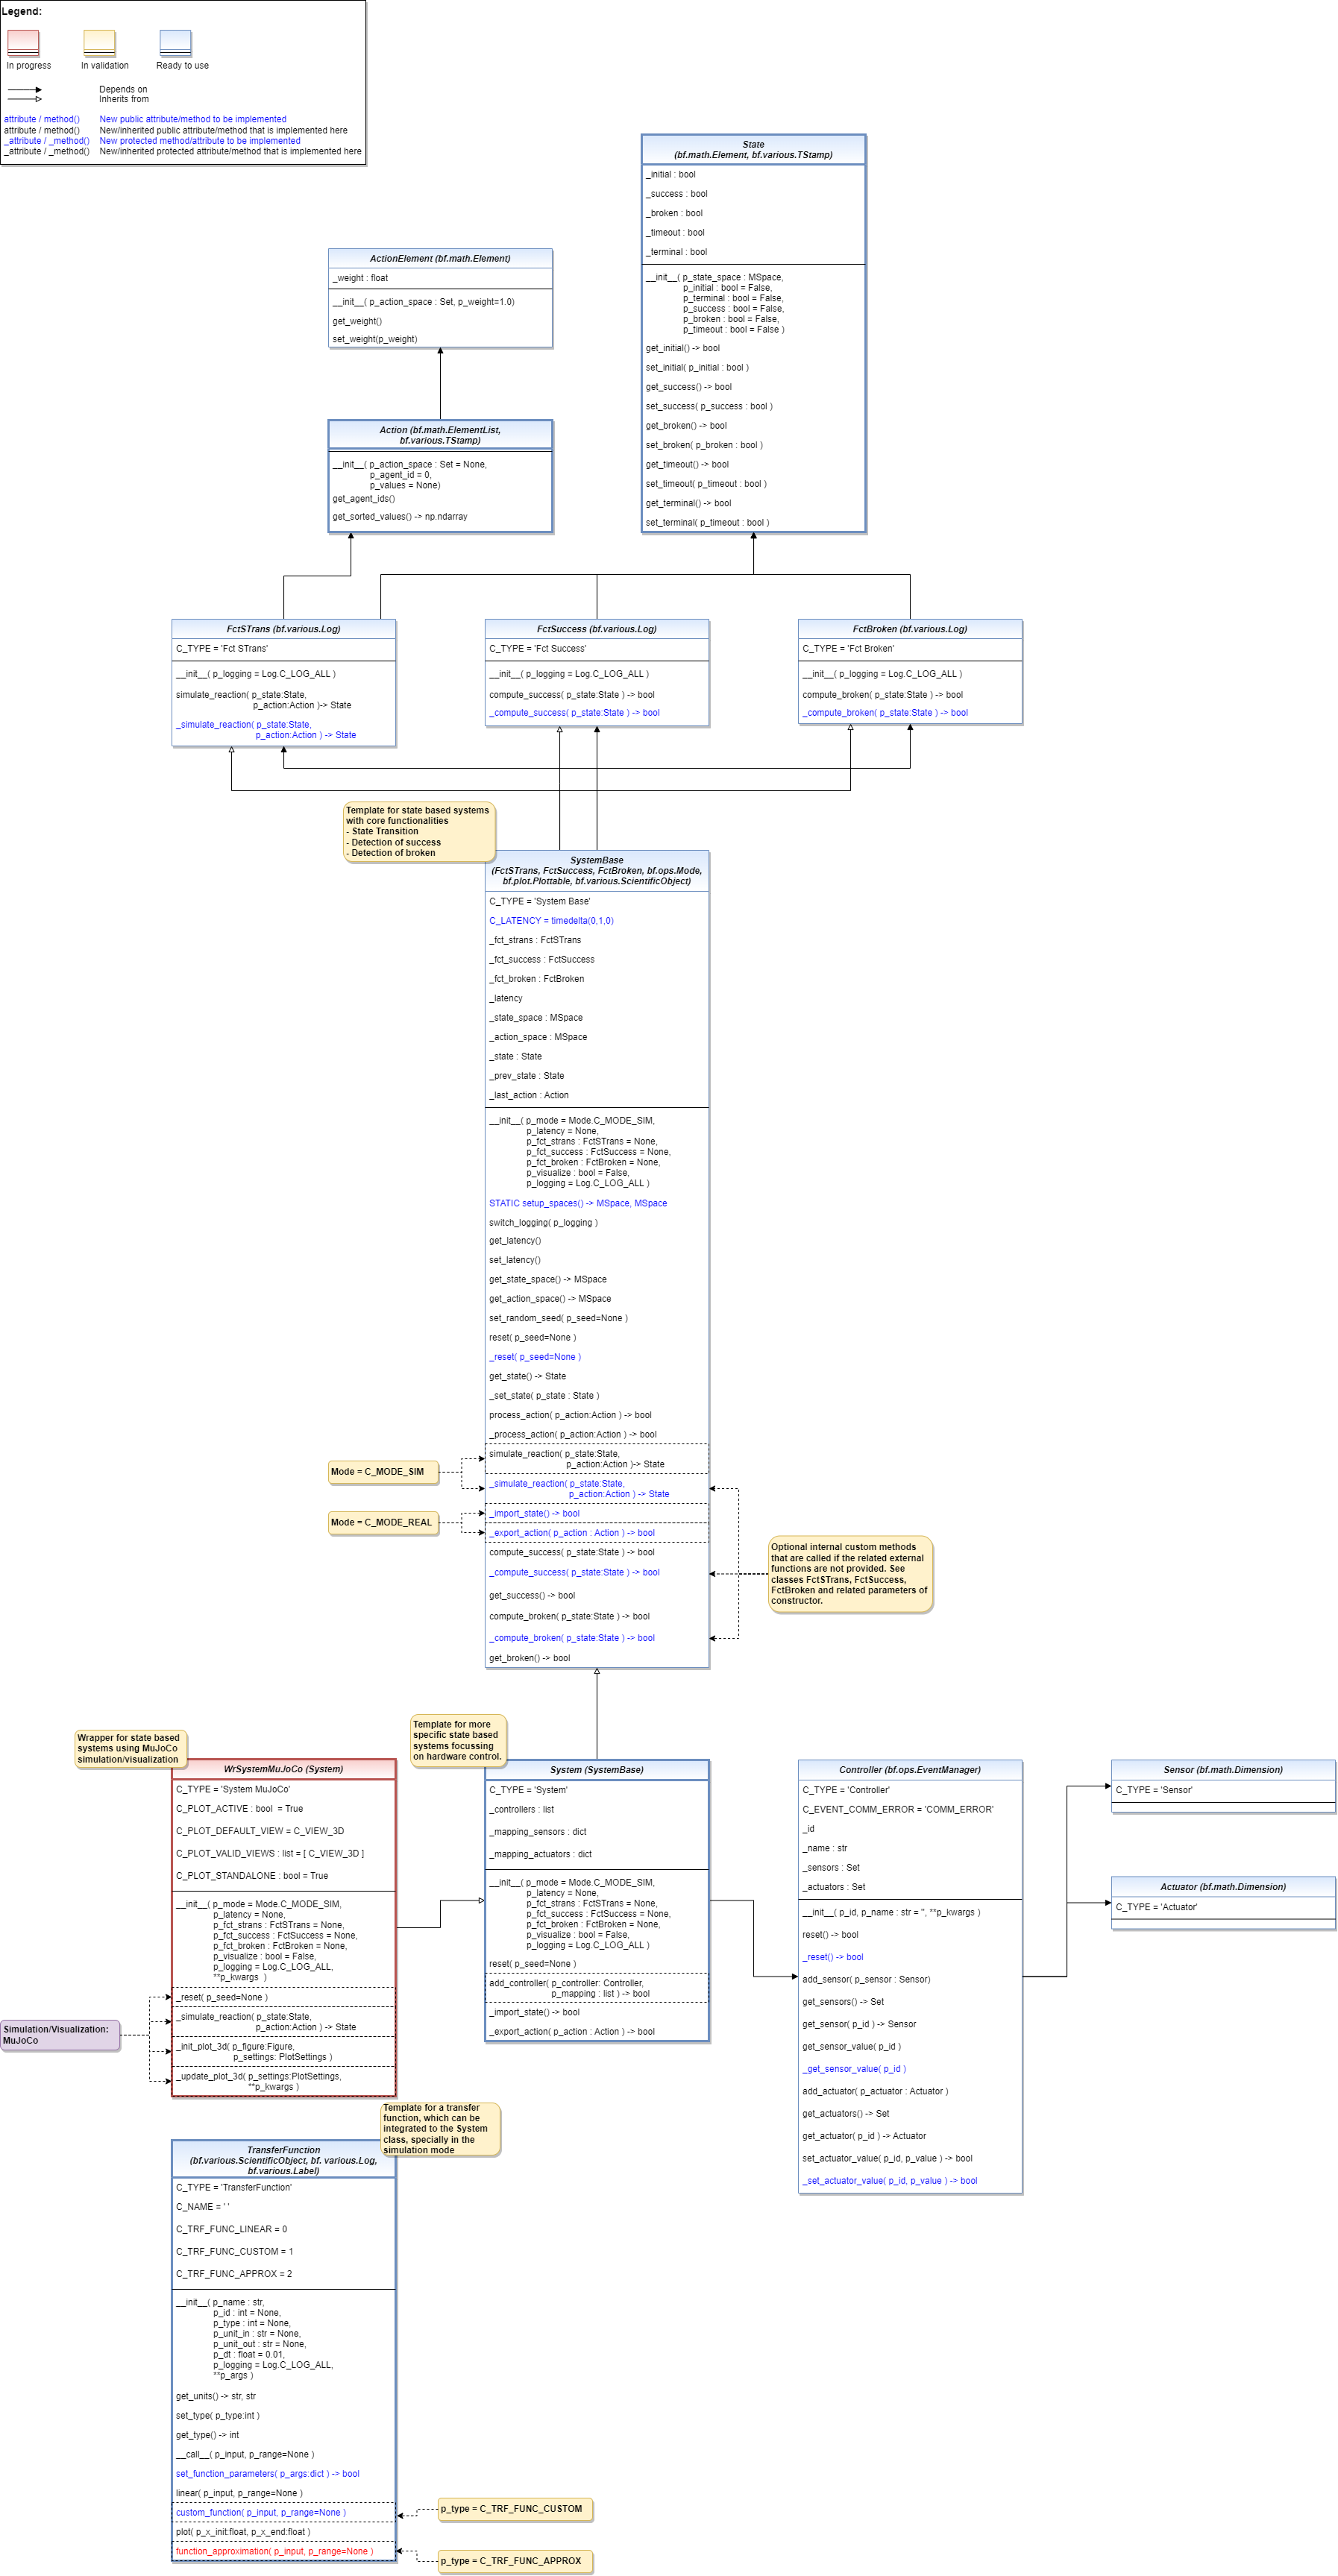 Legend:
In progress
In validation
Ready to use
Depends on
Inherits from
attribute / method() New public attribute/method to be implemented
attribute / method() New/inherited public attribute/method that is implemented here
_attribute / _method() New protected method/attribute to be implemented
_attribute / _method() New/inherited protected attribute/method that is implemented here
State
(bf.math.Element, bf.various.TStamp)
_initial : bool
_success : bool
_broken : bool
_timeout : bool
_terminal : bool
__init__( p_state_space : MSpace,
p_initial : bool = False,
p_terminal : bool = False,
p_success : bool = False,
p_broken : bool = False,
p_timeout : bool = False )
get_initial() -> bool
set_initial( p_initial : bool )
get_success() -> bool
set_success( p_success : bool )
get_broken() -> bool
set_broken( p_broken : bool )
get_timeout() -> bool
set_timeout( p_timeout : bool )
get_terminal() -> bool
set_terminal( p_timeout : bool )
ActionElement (bf.math.Element)
_weight : float
__init__( p_action_space : Set, p_weight=1.0)
get_weight()
set_weight(p_weight)
Action (bf.math.ElementList,
bf.various.TStamp)
__init__( p_action_space : Set = None,
p_agent_id = 0,
p_values = None)
get_agent_ids()
get_sorted_values() -> np.ndarray
FctSTrans (bf.various.Log)
C_TYPE = 'Fct STrans'
__init__( p_logging = Log.C_LOG_ALL )
simulate_reaction( p_state:State,
p_action:Action )-> State
_simulate_reaction( p_state:State,
p_action:Action ) -> State
FctSuccess (bf.various.Log)
C_TYPE = 'Fct Success'
__init__( p_logging = Log.C_LOG_ALL )
compute_success( p_state:State ) -> bool
_compute_success( p_state:State ) -> bool
FctBroken (bf.various.Log)
C_TYPE = 'Fct Broken'
__init__( p_logging = Log.C_LOG_ALL )
compute_broken( p_state:State ) -> bool
_compute_broken( p_state:State ) -> bool
Template for state based systems
with core functionalities
- State Transition
- Detection of success
- Detection of broken
SystemBase
(FctSTrans, FctSuccess, FctBroken, bf.ops.Mode,
bf.plot.Plottable, bf.various.ScientificObject)
C_TYPE = 'System Base'
C_LATENCY = timedelta(0,1,0)
_fct_strans : FctSTrans
_fct_success : FctSuccess
_fct_broken : FctBroken
_latency
_state_space : MSpace
_action_space : MSpace
_state : State
_prev_state : State
_last_action : Action
__init__( p_mode = Mode.C_MODE_SIM,
p_latency = None,
p_fct_strans : FctSTrans = None,
p_fct_success : FctSuccess = None,
p_fct_broken : FctBroken = None,
p_visualize : bool = False,
p_logging = Log.C_LOG_ALL )
STATIC setup_spaces() -> MSpace, MSpace
switch_logging( p_logging )
get_latency()
set_latency()
get_state_space() -> MSpace
get_action_space() -> MSpace
set_random_seed( p_seed=None )
reset( p_seed=None )
_reset( p_seed=None )
get_state() -> State
_set_state( p_state : State )
process_action( p_action:Action ) -> bool
_process_action( p_action:Action ) -> bool
simulate_reaction( p_state:State,
p_action:Action )-> State
_simulate_reaction( p_state:State,
p_action:Action ) -> State
_import_state() -> bool
_export_action( p_action : Action ) -> bool
compute_success( p_state:State ) -> bool
_compute_success( p_state:State ) -> bool
get_success() -> bool
compute_broken( p_state:State ) -> bool
_compute_broken( p_state:State ) -> bool
get_broken() -> bool
Mode = C_MODE_SIM
Mode = C_MODE_REAL
Optional internal custom methods
that are called if the related external
functions are not provided. See
classes FctSTrans, FctSuccess,
FctBroken and related parameters of
constructor.
Wrapper for state based
systems using MuJoCo
simulation/visualization
WrSystemMuJoCo (System)
C_TYPE = 'System MuJoCo'
C_PLOT_ACTIVE : bool  = True
C_PLOT_DEFAULT_VIEW = C_VIEW_3D
C_PLOT_VALID_VIEWS : list = [ C_VIEW_3D ]
C_PLOT_STANDALONE : bool = True
__init__( p_mode = Mode.C_MODE_SIM,
p_latency = None,
p_fct_strans : FctSTrans = None,
p_fct_success : FctSuccess = None,
p_fct_broken : FctBroken = None,
p_visualize : bool = False,
p_logging = Log.C_LOG_ALL,
**p_kwargs  )
_reset( p_seed=None )
_simulate_reaction( p_state:State,
p_action:Action ) -> State
_init_plot_3d( p_figure:Figure,
p_settings: PlotSettings )
_update_plot_3d( p_settings:PlotSettings,
**p_kwargs )
Simulation/Visualization:
MuJoCo
Template for more
specific state based
systems focussing
on hardware control.
System (SystemBase)
C_TYPE = 'System'
_controllers : list
_mapping_sensors : dict
_mapping_actuators : dict
__init__( p_mode = Mode.C_MODE_SIM,
p_latency = None,
p_fct_strans : FctSTrans = None,
p_fct_success : FctSuccess = None,
p_fct_broken : FctBroken = None,
p_visualize : bool = False,
p_logging = Log.C_LOG_ALL )
reset( p_seed=None )
add_controller( p_controller: Controller,
p_mapping : list ) -> bool
_import_state() -> bool
_export_action( p_action : Action ) -> bool
Controller (bf.ops.EventManager)
C_TYPE = 'Controller'
C_EVENT_COMM_ERROR = 'COMM_ERROR'
_id
_name : str
_sensors : Set
_actuators : Set
__init__( p_id, p_name : str = '', **p_kwargs )
reset() -> bool
_reset() -> bool
add_sensor( p_sensor : Sensor)
get_sensors() -> Set
get_sensor( p_id ) -> Sensor
get_sensor_value( p_id )
_get_sensor_value( p_id )
add_actuator( p_actuator : Actuator )
get_actuators() -> Set
get_actuator( p_id ) -> Actuator
set_actuator_value( p_id, p_value ) -> bool
_set_actuator_value( p_id, p_value ) -> bool
Sensor (bf.math.Dimension)
C_TYPE = 'Sensor'
Actuator (bf.math.Dimension)
C_TYPE = 'Actuator'
Template for a transfer
function, which can be
integrated to the System
class, specially in the
simulation mode
TransferFunction
(bf.various.ScientificObject, bf. various.Log,
bf.various.Label)
C_TYPE = 'TransferFunction'
C_NAME = ' '
C_TRF_FUNC_LINEAR = 0
C_TRF_FUNC_CUSTOM = 1
C_TRF_FUNC_APPROX = 2
__init__( p_name : str,
p_id : int = None,
p_type : int = None,
p_unit_in : str = None,
p_unit_out : str = None,
p_dt : float = 0.01,
p_logging = Log.C_LOG_ALL,
**p_args )
get_units() -> str, str
set_type( p_type:int )
get_type() -> int
__call__( p_input, p_range=None )
set_function_parameters( p_args:dict ) -> bool
linear( p_input, p_range=None )
custom_function( p_input, p_range=None )
plot( p_x_init:float, p_x_end:float )
function_approximation( p_input, p_range=None )
p_type = C_TRF_FUNC_CUSTOM
p_type = C_TRF_FUNC_APPROX